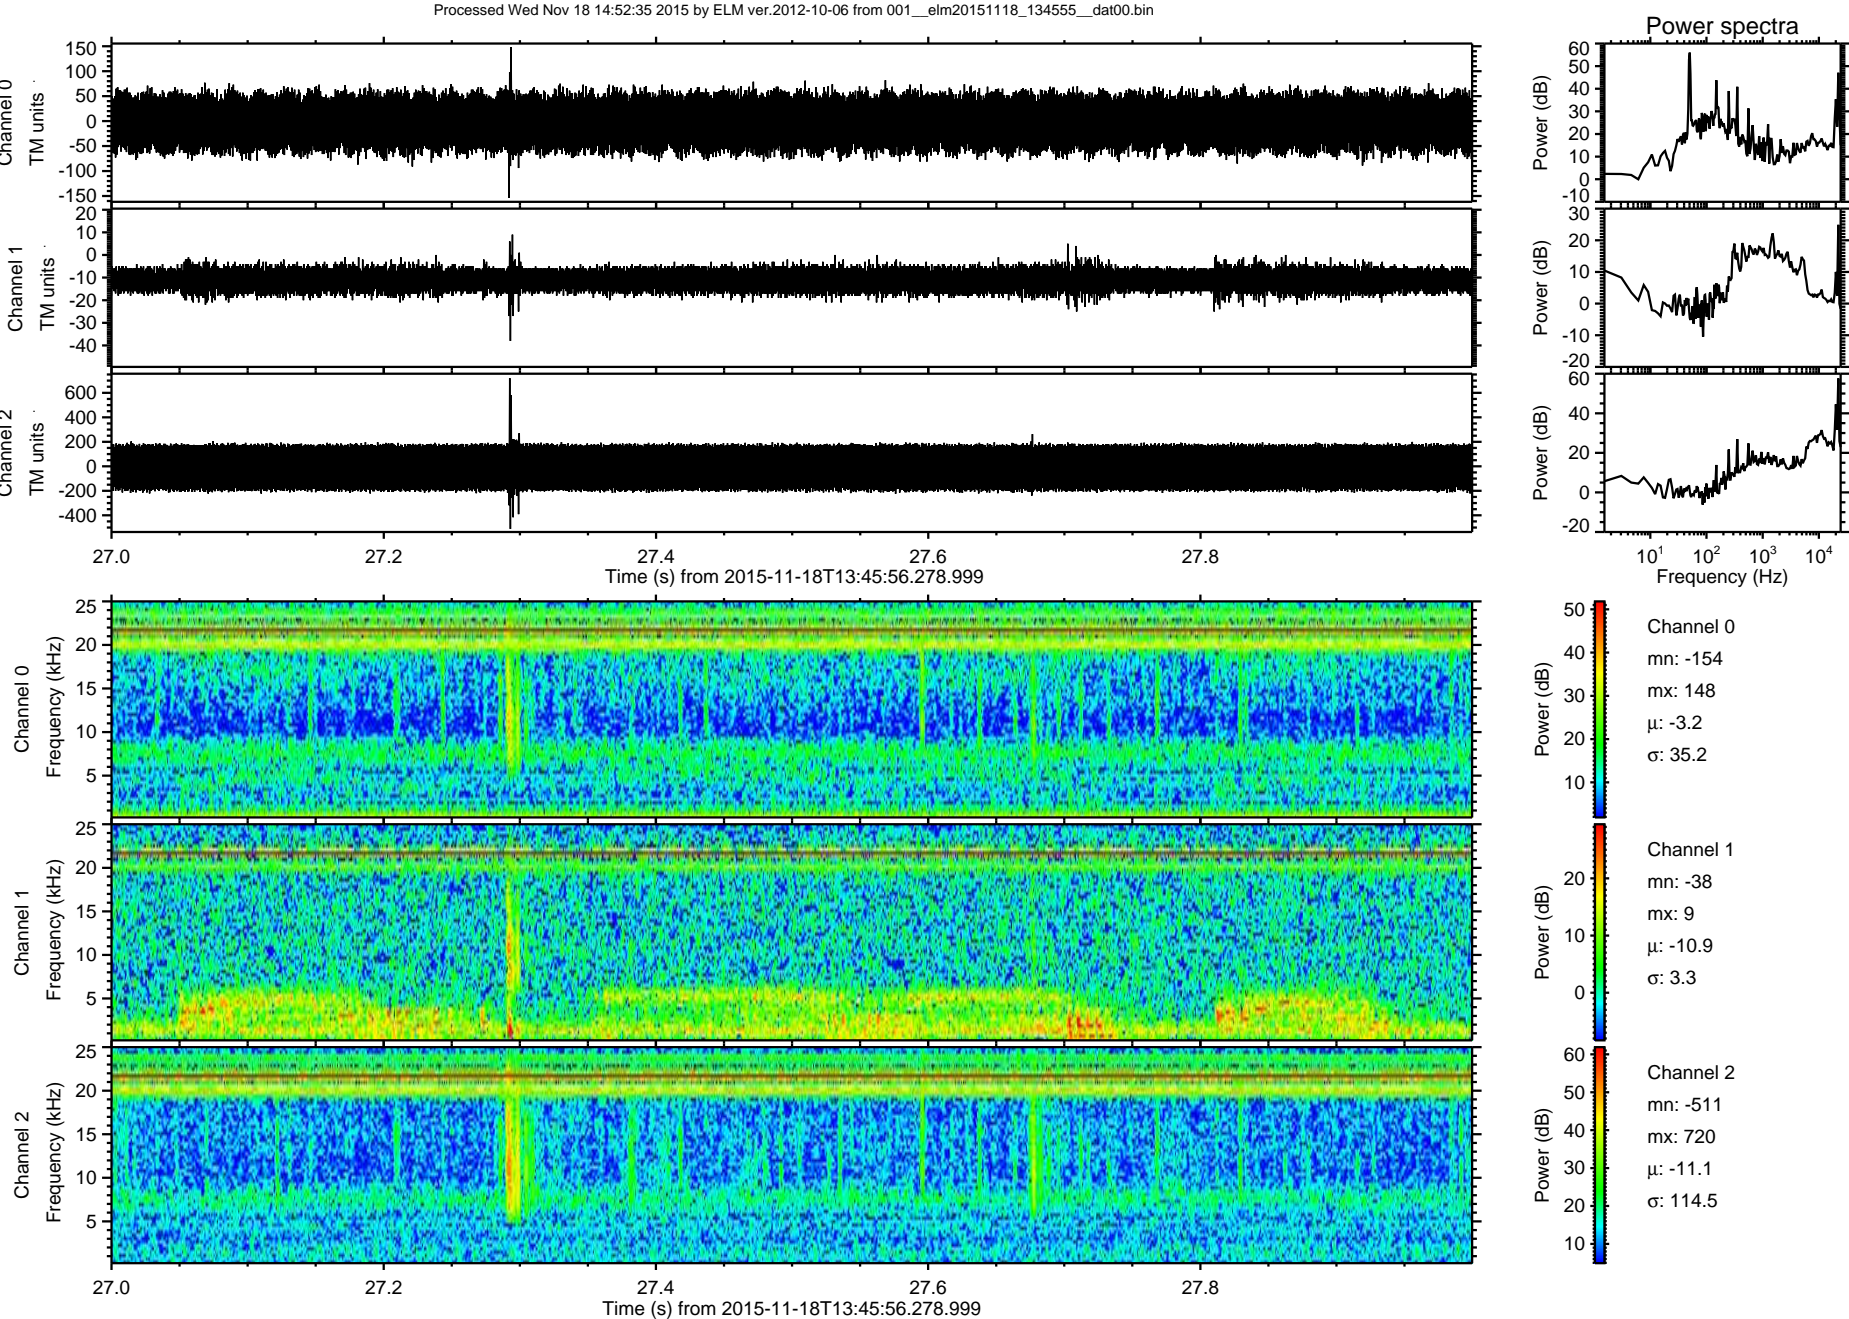 Processed Wed Nov 18 14:52:35 2015 by ELM ver.2012-10-06 from 001__elm20151118_134555__dat00.bin
Power spectra
Channel 0
TM units
150
100
50
0
-50
-100
-150
Power (dB)
60
50
40
30
20
10
0
-10
Channel 1
TM units
20
10
0
-10
-20
-30
-40
Power (dB)
30
20
10
0
-10
-20
Channel 2
TM units
600
400
200
0
-200
-400
Power (dB)
60
40
20
0
-20
27.0 27.2 27.4 27.6 27.8
Time (s) from 2015-11-18T13:45:56.278.999
10¹ 10² 10³ 10⁴
Frequency (Hz)
Channel 0
Frequency (kHz)
25
20
15
10
5
Power (dB)
50
40
30
20
10
Channel 0
mn: -154
mx: 148
μ: -3.2
σ: 35.2
Channel 1
Frequency (kHz)
25
20
15
10
5
Power (dB)
20
10
0
Channel 1
mn: -38
mx: 9
μ: -10.9
σ: 3.3
Channel 2
Frequency (kHz)
25
20
15
10
5
Power (dB)
60
50
40
30
20
10
Channel 2
mn: -511
mx: 720
μ: -11.1
σ: 114.5
27.0 27.2 27.4 27.6 27.8
Time (s) from 2015-11-18T13:45:56.278.999